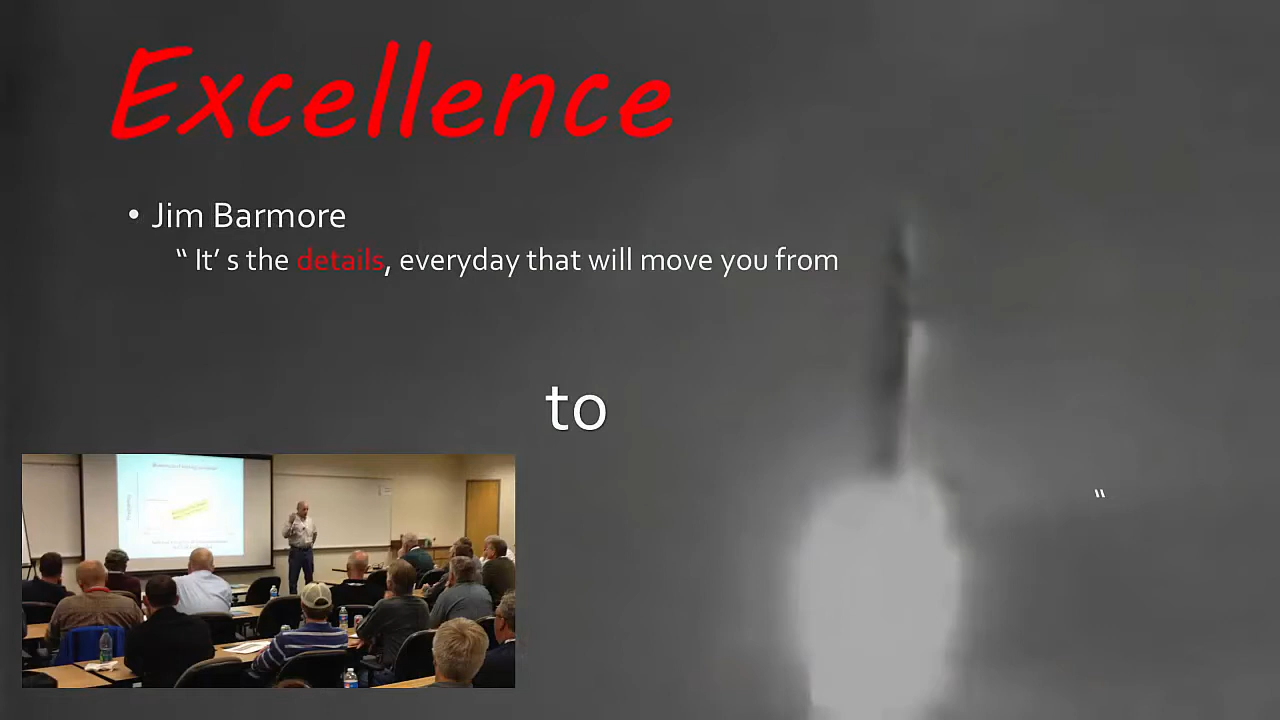 Excellence
• Jim Barmore
“ It’ s the details, everyday that will move you from
to
“